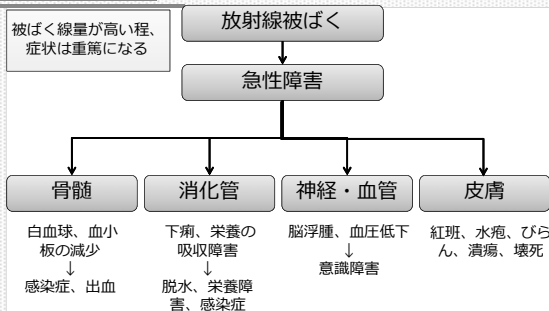 被ばく線量が高い程、
症状は重篤になる
放射線被ばく
急性障害
骨髄
消化管
神経・血管
皮膚
白血球、血小
板の減少
↓
感染症、出血
下痢、栄養の
吸収障害
↓
脱水、栄養障
害、感染症
脳浮腫、血圧低下
↓
意識障害
紅斑、水疱、びら
ん、潰瘍、壊死